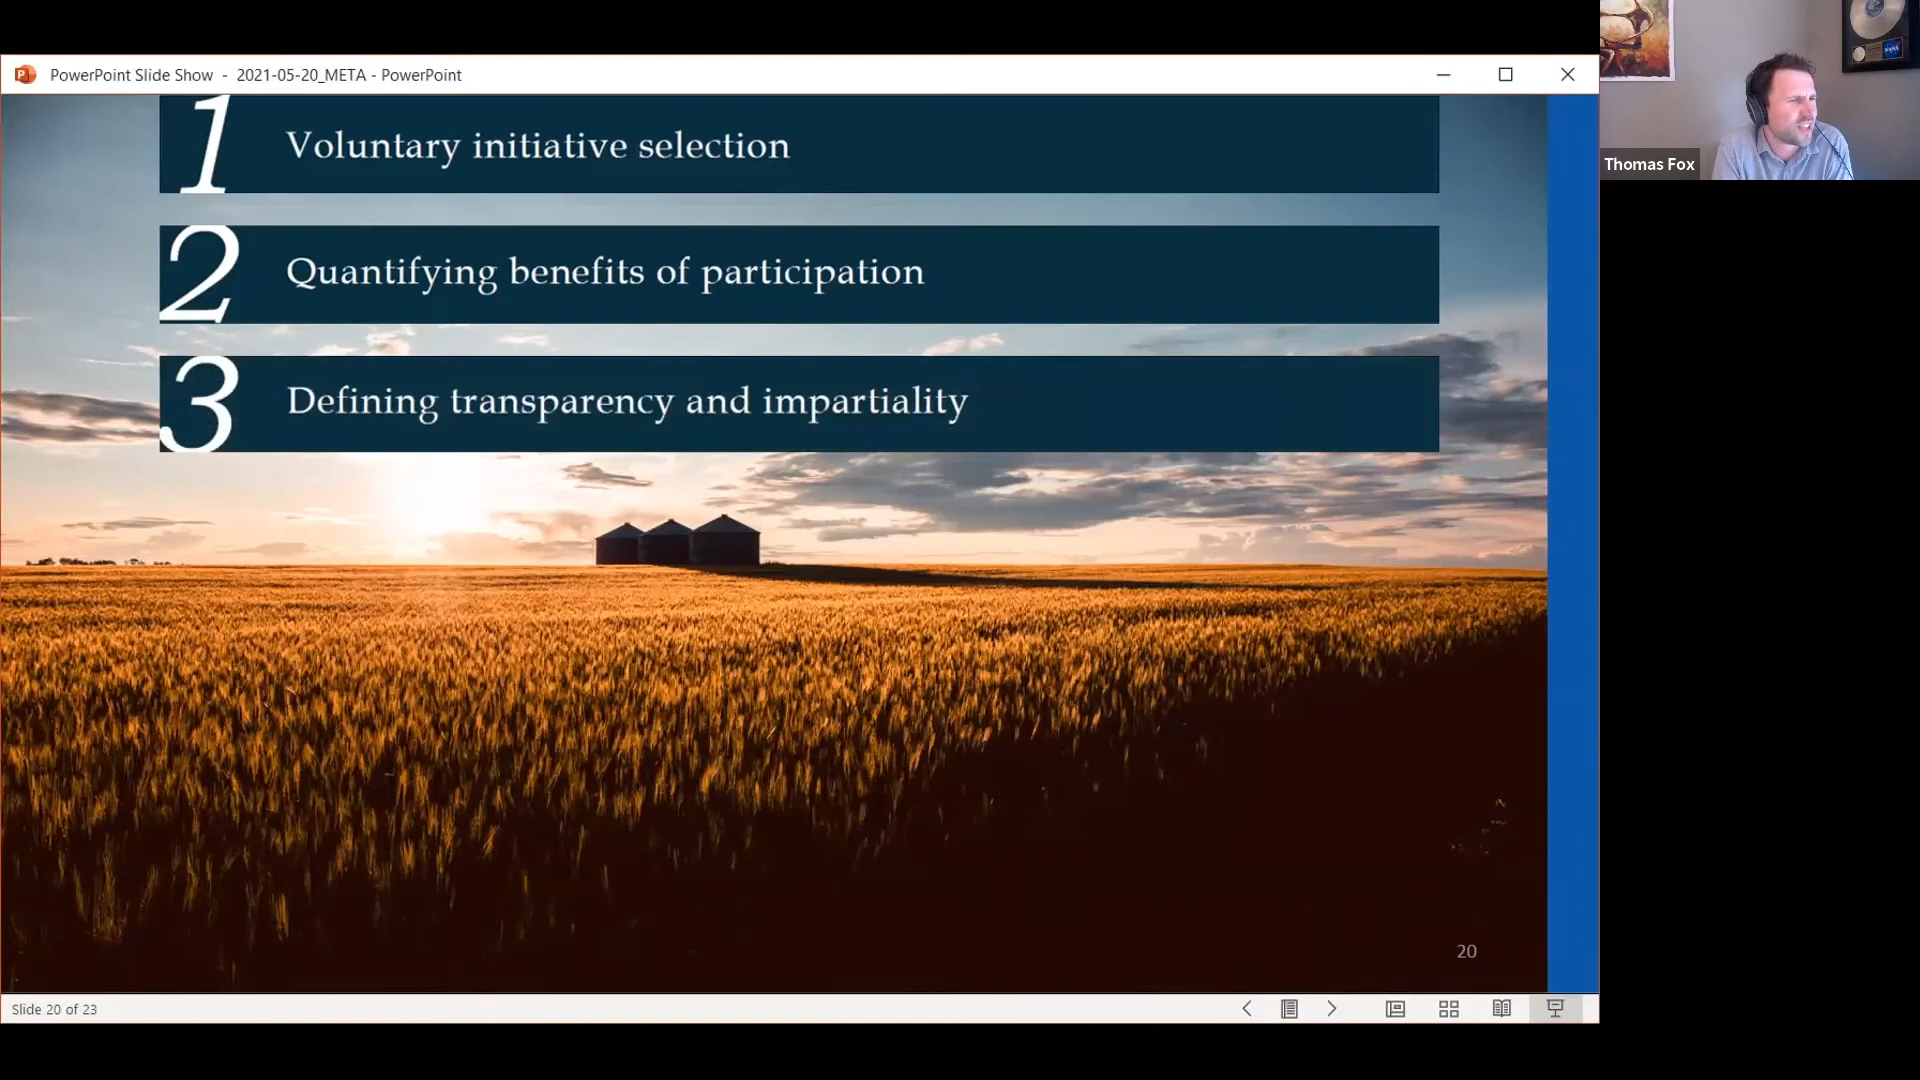 PowerPoint Slide Show - 2021-05-20_META - PowerPoint
1 Voluntary initiative selection
2 Quantifying benefits of participation
3 Defining transparency and impartiality
20
Slide 20 of 23
Thomas Fox
NASA